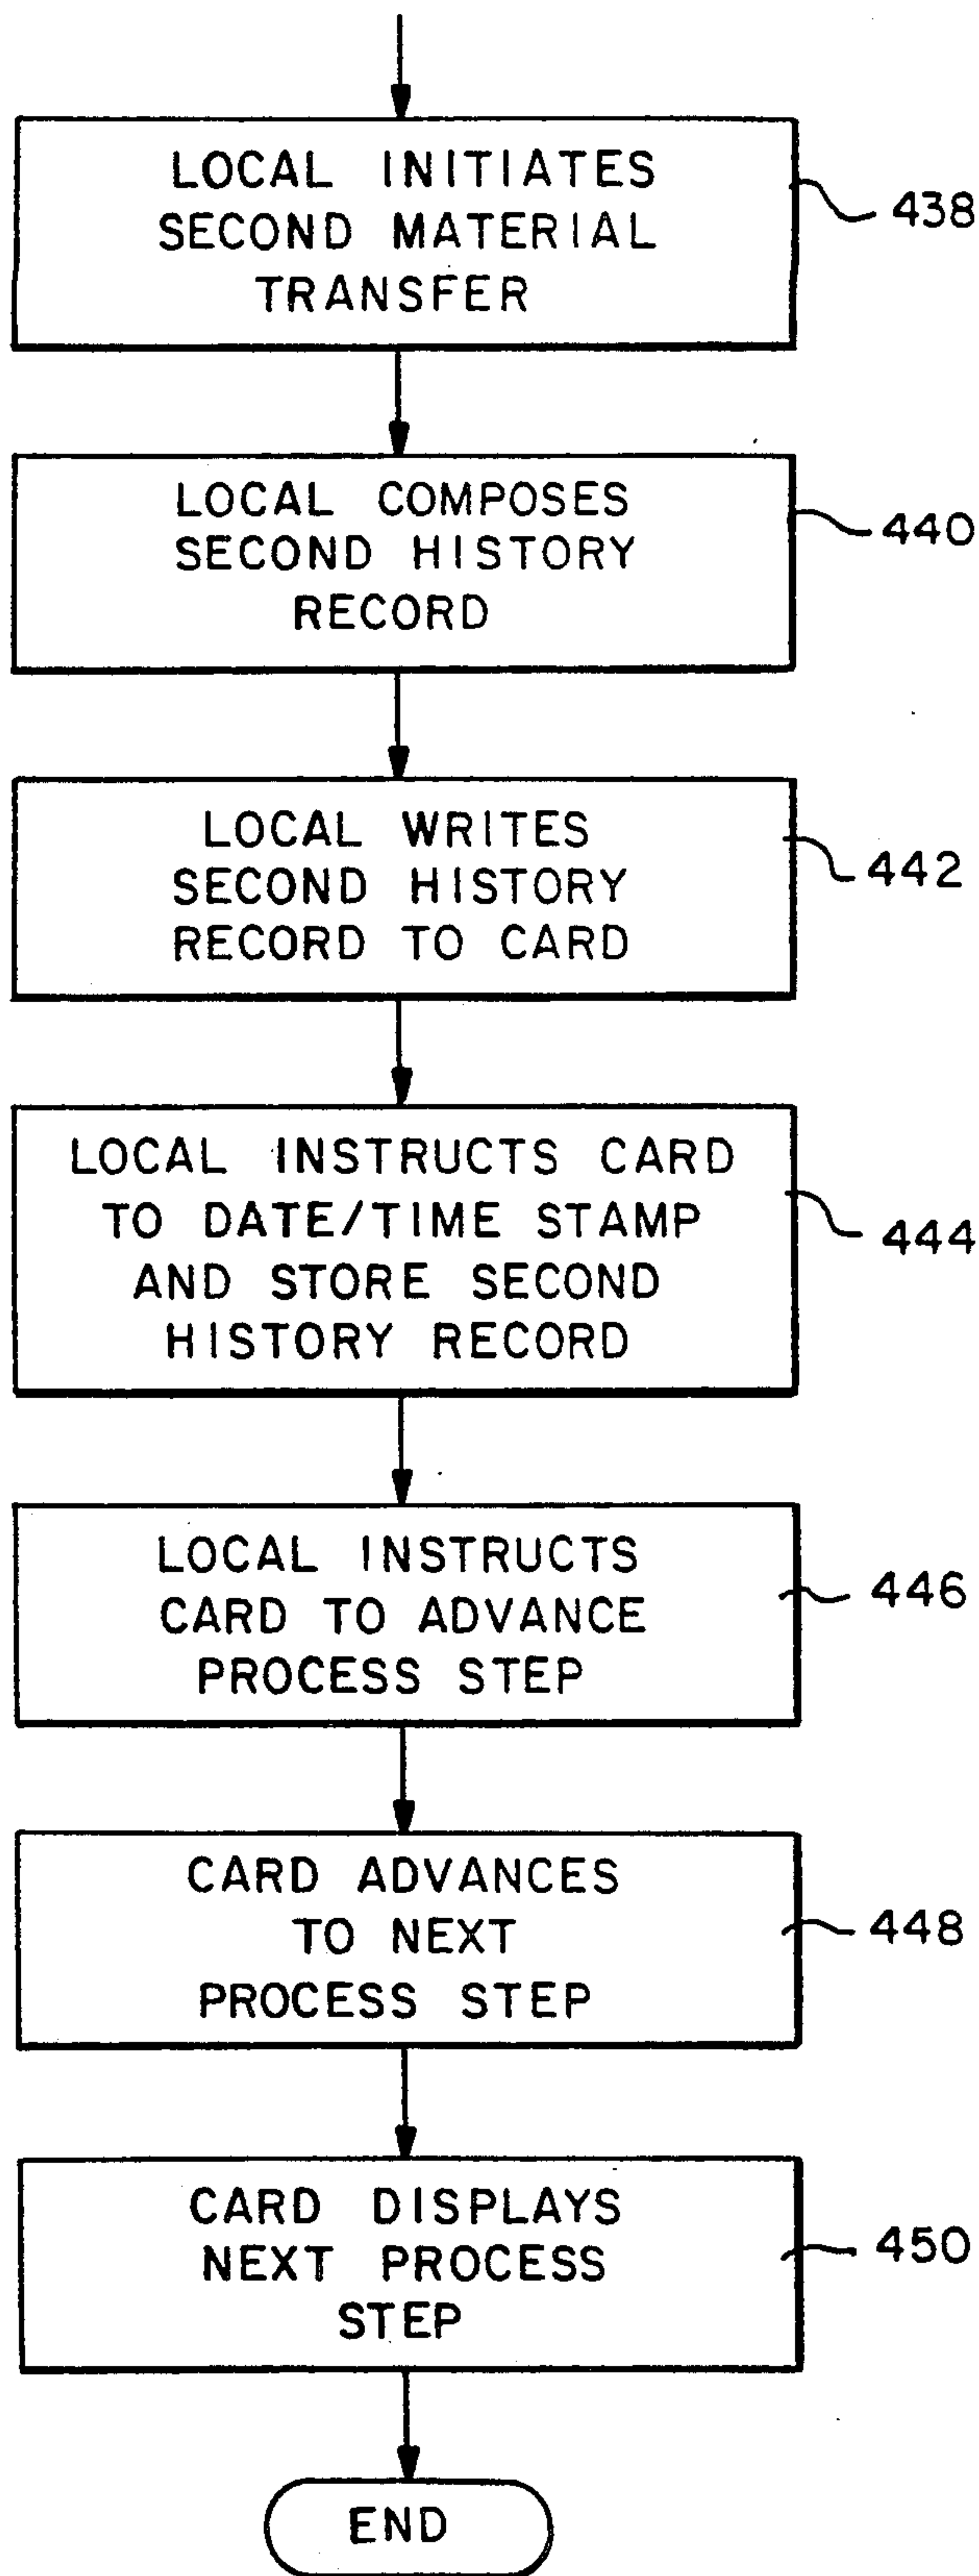 LOCAL INITIATES
SECOND MATERIAL
TRANSFER
438
LOCAL COMPOSES
SECOND HISTORY
RECORD
440
LOCAL WRITES
SECOND HISTORY
RECORD TO CARD
442
LOCAL INSTRUCTS CARD
TO DATE/TIME STAMP
AND STORE SECOND
HISTORY RECORD
444
LOCAL INSTRUCTS
CARD TO ADVANCE
PROCESS STEP
446
CARD ADVANCES
TO NEXT
PROCESS STEP
448
CARD DISPLAYS
NEXT PROCESS
STEP
450
END